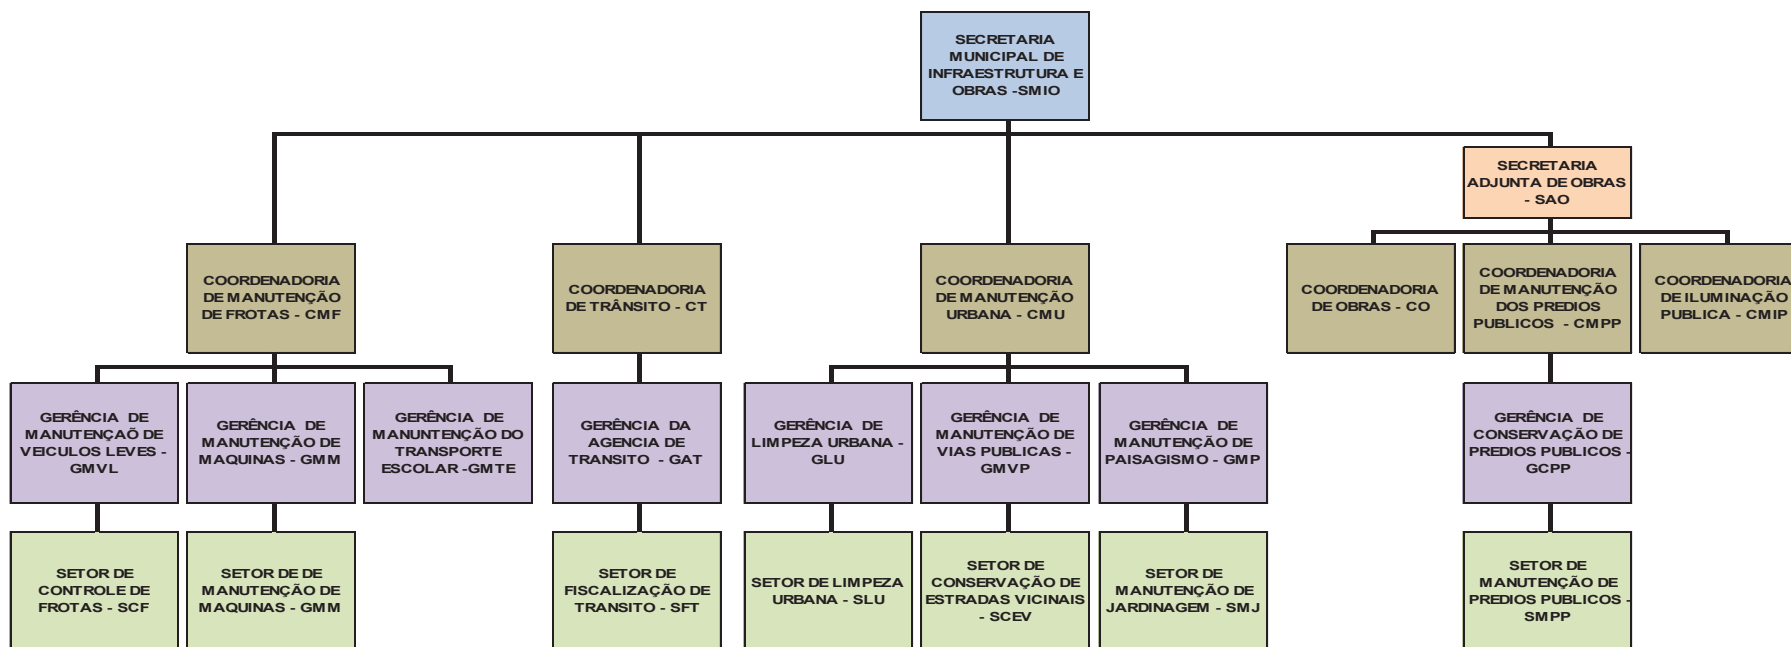 SECRETARIA
MUNICIPAL DE
INFRAESTRUTURA E
OBRAS -SMIO
SECRETARIA
ADJUNTA DE OBRAS
- SAO
COORDENADORIA
DE MANUTENÇÃO
DE FROTAS - CMF
COORDENADORIA
DE TRÂNSITO - CT
COORDENADORIA
DE MANUTENÇÃO
URBANA - CMU
COORDENADORIA
DE OBRAS - CO
COORDENADORIA
DE MANUTENÇÃO
DOS PREDIOS
PUBLICOS - CMPP
COORDENADORIA
DE ILUMINAÇÃO
PUBLICA - CMIP
GERÊNCIA DE
MANUTENÇAÕ DE
VEICULOS LEVES -
GMVL
GERÊNCIA DE
MANUTENÇÃO DE
MAQUINAS - GMM
GERÊNCIA DE
MANUNTENÇÃO DO
TRANSPORTE
ESCOLAR -GMTE
GERÊNCIA DA
AGENCIA DE
TRANSITO - GAT
GERÊNCIA DE
LIMPEZA URBANA -
GLU
GERÊNCIA DE
MANUTENÇÃO DE
VIAS PUBLICAS -
GMVP
GERÊNCIA DE
MANUTENÇÃO DE
PAISAGISMO - GMP
GERÊNCIA DE
CONSERVAÇÃO DE
PREDIOS PUBLICOS -
GCPP
SETOR DE
CONTROLE DE
FROTAS - SCF
SETOR DE DE
MANUTENÇÃO DE
MAQUINAS - GMM
SETOR DE
FISCALIZAÇÃO DE
TRANSITO - SFT
SETOR DE LIMPEZA
URBANA - SLU
SETOR DE
CONSERVAÇÃO DE
ESTRADAS VICINAIS
- SCEV
SETOR DE
MANUTENÇÃO DE
JARDINAGEM - SMJ
SETOR DE
MANUTENÇÃO DE
PREDIOS PUBLICOS -
SMPP